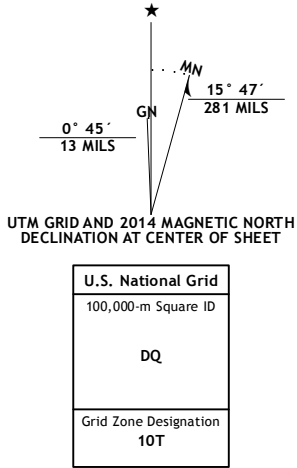 ★
MN
GN
15° 47´
281 MILS
0° 45´
13 MILS
UTM GRID AND 2014 MAGNETIC NORTH
DECLINATION AT CENTER OF SHEET
U.S. National Grid
100,000-m Square ID
DQ
Grid Zone Designation
10T